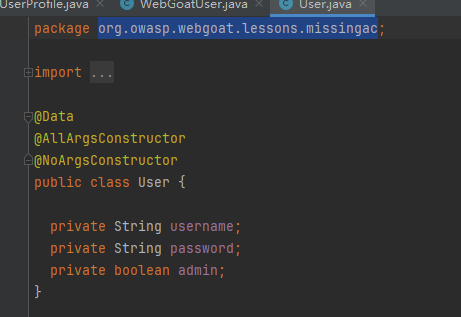 UserProfile.java × WebGoatUser.java × User.java ×
package org.owasp.webgoat.lessons.missingac;
import ...
@Data
@AllArgsConstructor
@NoArgsConstructor
public class User {
private String username;
private String password;
private boolean admin;
}